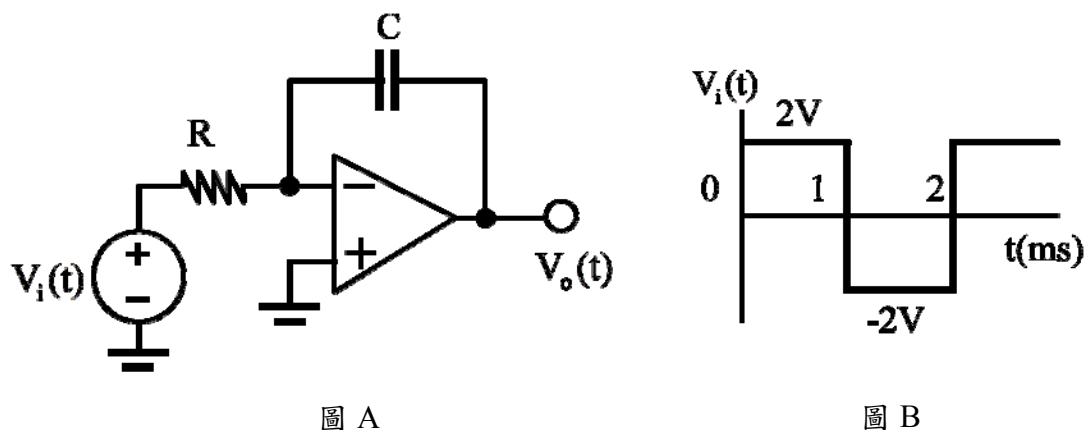 C
R
−
+
+
−
V_i(t)
V_o(t)
圖 A
V_i(t)
2V
0 1 2
t(ms)
-2V
圖 B